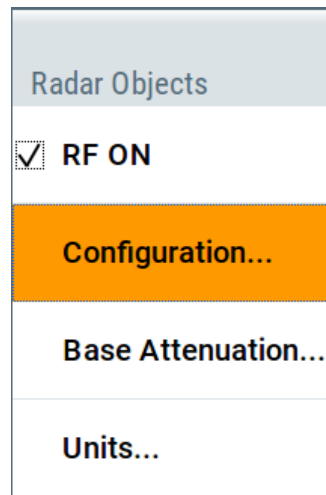 Radar Objects
RF ON
Configuration...
Base Attenuation...
Units...